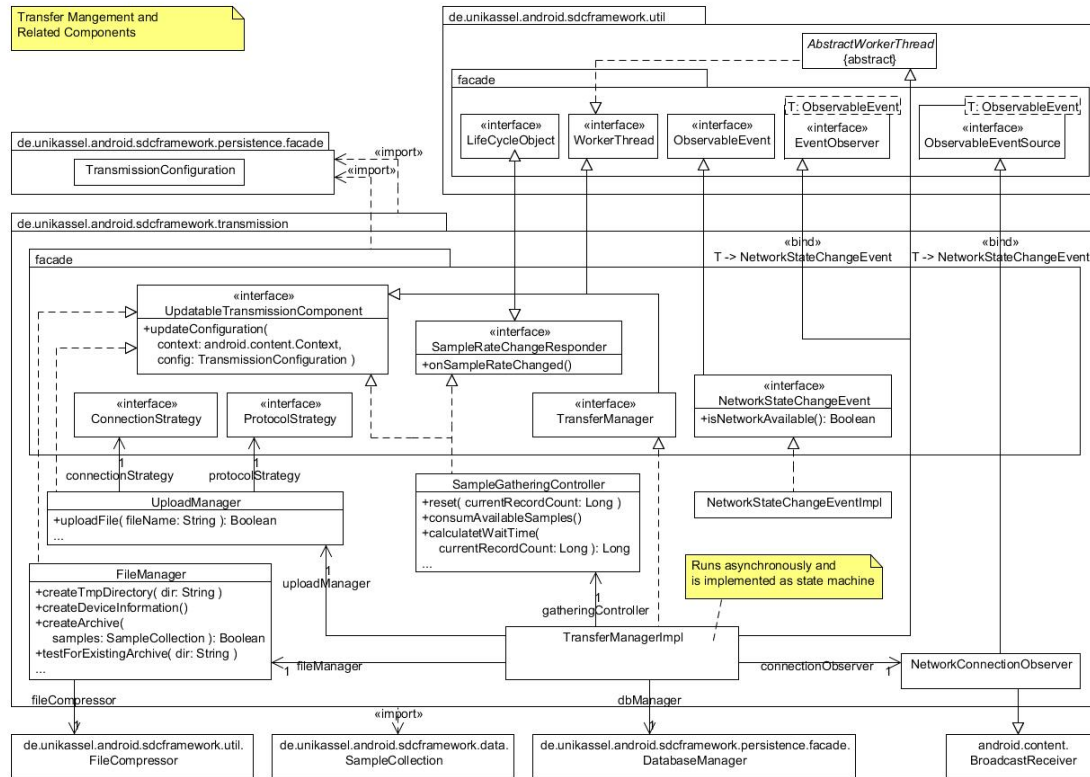 Transfer Mangement and
Related Components
de.unikassel.android.sdcframework.util
AbstractWorkerThread
{abstract}
facade
T: ObservableEvent
T: ObservableEvent
«interface»
LifeCycleObject
«interface»
WorkerThread
«interface»
ObservableEvent
«interface»
EventObserver
«interface»
ObservableEventSource
de.unikassel.android.sdcframework.persistence.facade
TransmissionConfiguration
«import»
«import»
de.unikassel.android.sdcframework.transmission
«bind»
T -> NetworkStateChangeEvent
«bind»
T -> NetworkStateChangeEvent
facade
«interface»
UpdatableTransmissionComponent
+updateConfiguration(
context: android.content.Context,
config: TransmissionConfiguration )
«interface»
SampleRateChangeResponder
+onSampleRateChanged()
«interface»
ConnectionStrategy
«interface»
ProtocolStrategy
«interface»
TransferManager
«interface»
NetworkStateChangeEvent
+isNetworkAvailable(): Boolean
1
connectionStrategy
1
protocolStrategy
UploadManager
+uploadFile( fileName: String ): Boolean
...
SampleGatheringController
+reset( currentRecordCount: Long )
+consumAvailableSamples()
+calculatetWaitTime(
currentRecordCount: Long ): Long
...
NetworkStateChangeEventImpl
Runs asynchronously and
is implemented as state machine
FileManager
+createTmpDirectory( dir: String )
+createDeviceInformation()
+createArchive(
samples: SampleCollection ): Boolean
+testForExistingArchive( dir: String )
...
1
uploadManager
1
gatheringController
TransferManagerImpl
fileManager
1
connectionObserver
1
NetworkConnectionObserver
fileCompressor
1
«import»
dbManager
1
de.unikassel.android.sdcframework.util.
FileCompressor
de.unikassel.android.sdcframework.data.
SampleCollection
de.unikassel.android.sdcframework.persistence.facade.
DatabaseManager
android.content.
BroadcastReceiver